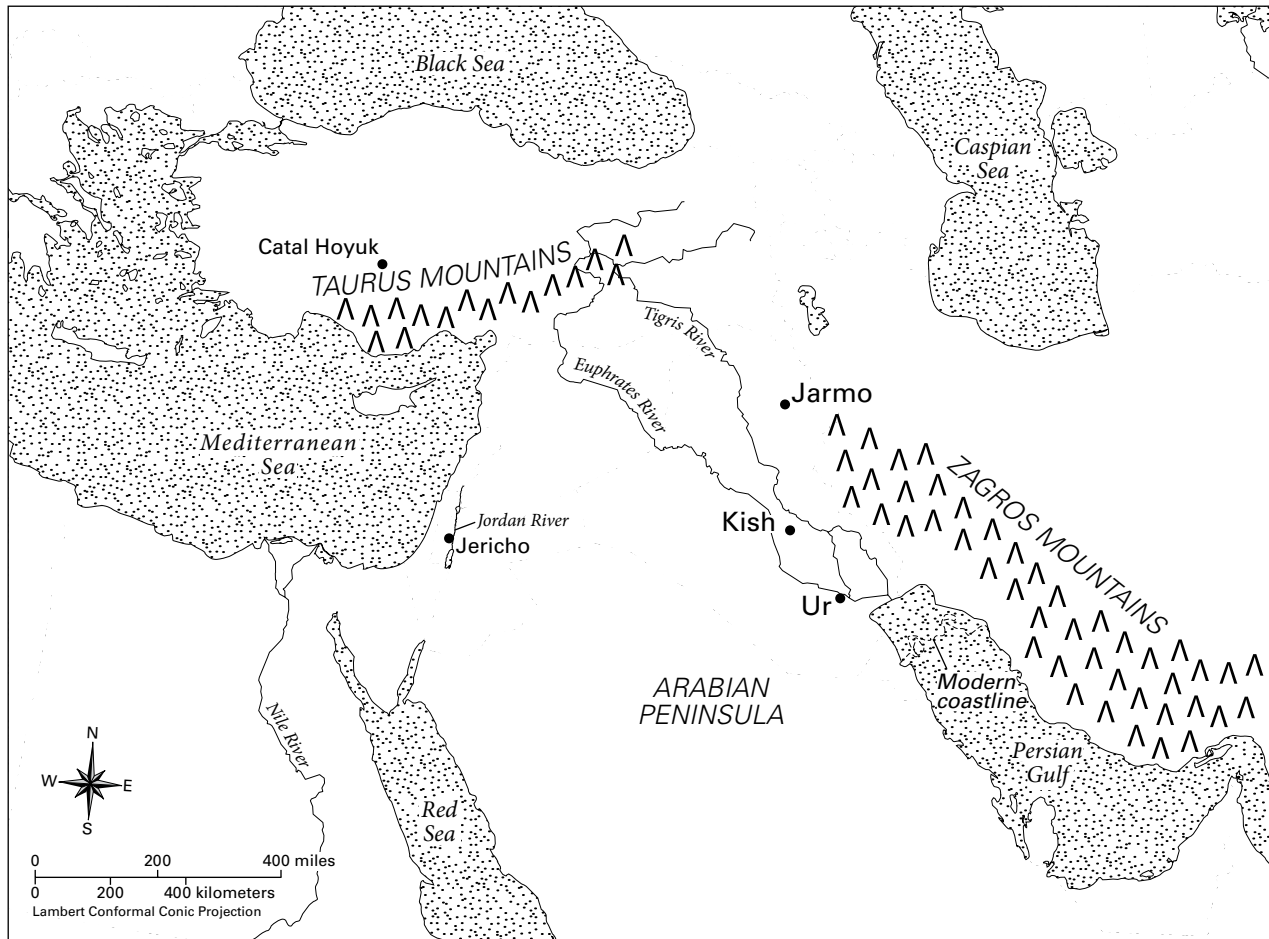 Black Sea
Caspian
Sea
Catal Hoyuk
TAURUS MOUNTAINS
Tigris River
Euphrates River
Jarmo
Mediterranean
Sea
ZAGROS MOUNTAINS
Jordan River
Jericho
Kish
Ur
ARABIAN
PENINSULA
Modern
coastline
Nile River
Persian
Gulf
Red
Sea
N
W E
S
0 200 400 miles
0 200 400 kilometers
Lambert Conformal Conic Projection